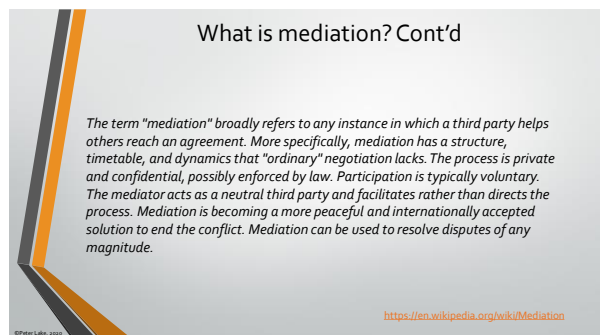 What is mediation? Cont'd
The term "mediation" broadly refers to any instance in which a third party helps
others reach an agreement. More specifically, mediation has a structure,
timetable, and dynamics that "ordinary" negotiation lacks. The process is private
and confidential, possibly enforced by law. Participation is typically voluntary.
The mediator acts as a neutral third party and facilitates rather than directs the
process. Mediation is becoming a more peaceful and internationally accepted
solution to end the conflict. Mediation can be used to resolve disputes of any
magnitude.
https://en.wikipedia.org/wiki/Mediation
©Peter Lake, 2020